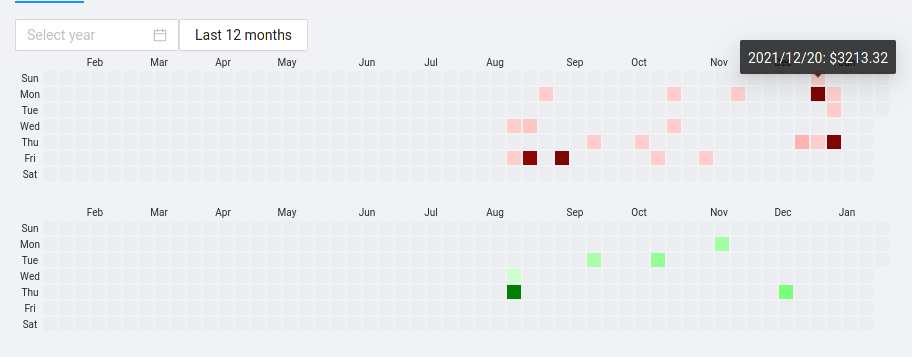 Select year
Last 12 months
2021/12/20: $3213.32
Feb Mar Apr May Jun Jul Aug Sep Oct Nov
Sun
Mon
Tue
Wed
Thu
Fri
Sat
Feb Mar Apr May Jun Jul Aug Sep Oct Nov Dec Jan
Sun
Mon
Tue
Wed
Thu
Fri
Sat